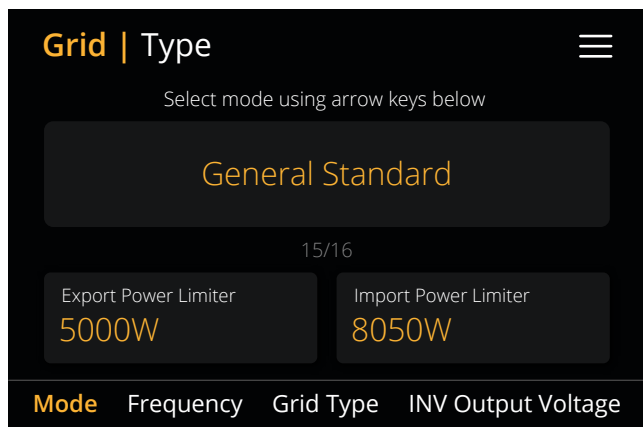 Grid | Type
Select mode using arrow keys below
General Standard
15/16
Export Power Limiter
5000W
Import Power Limiter
8050W
Mode Frequency Grid Type INV Output Voltage